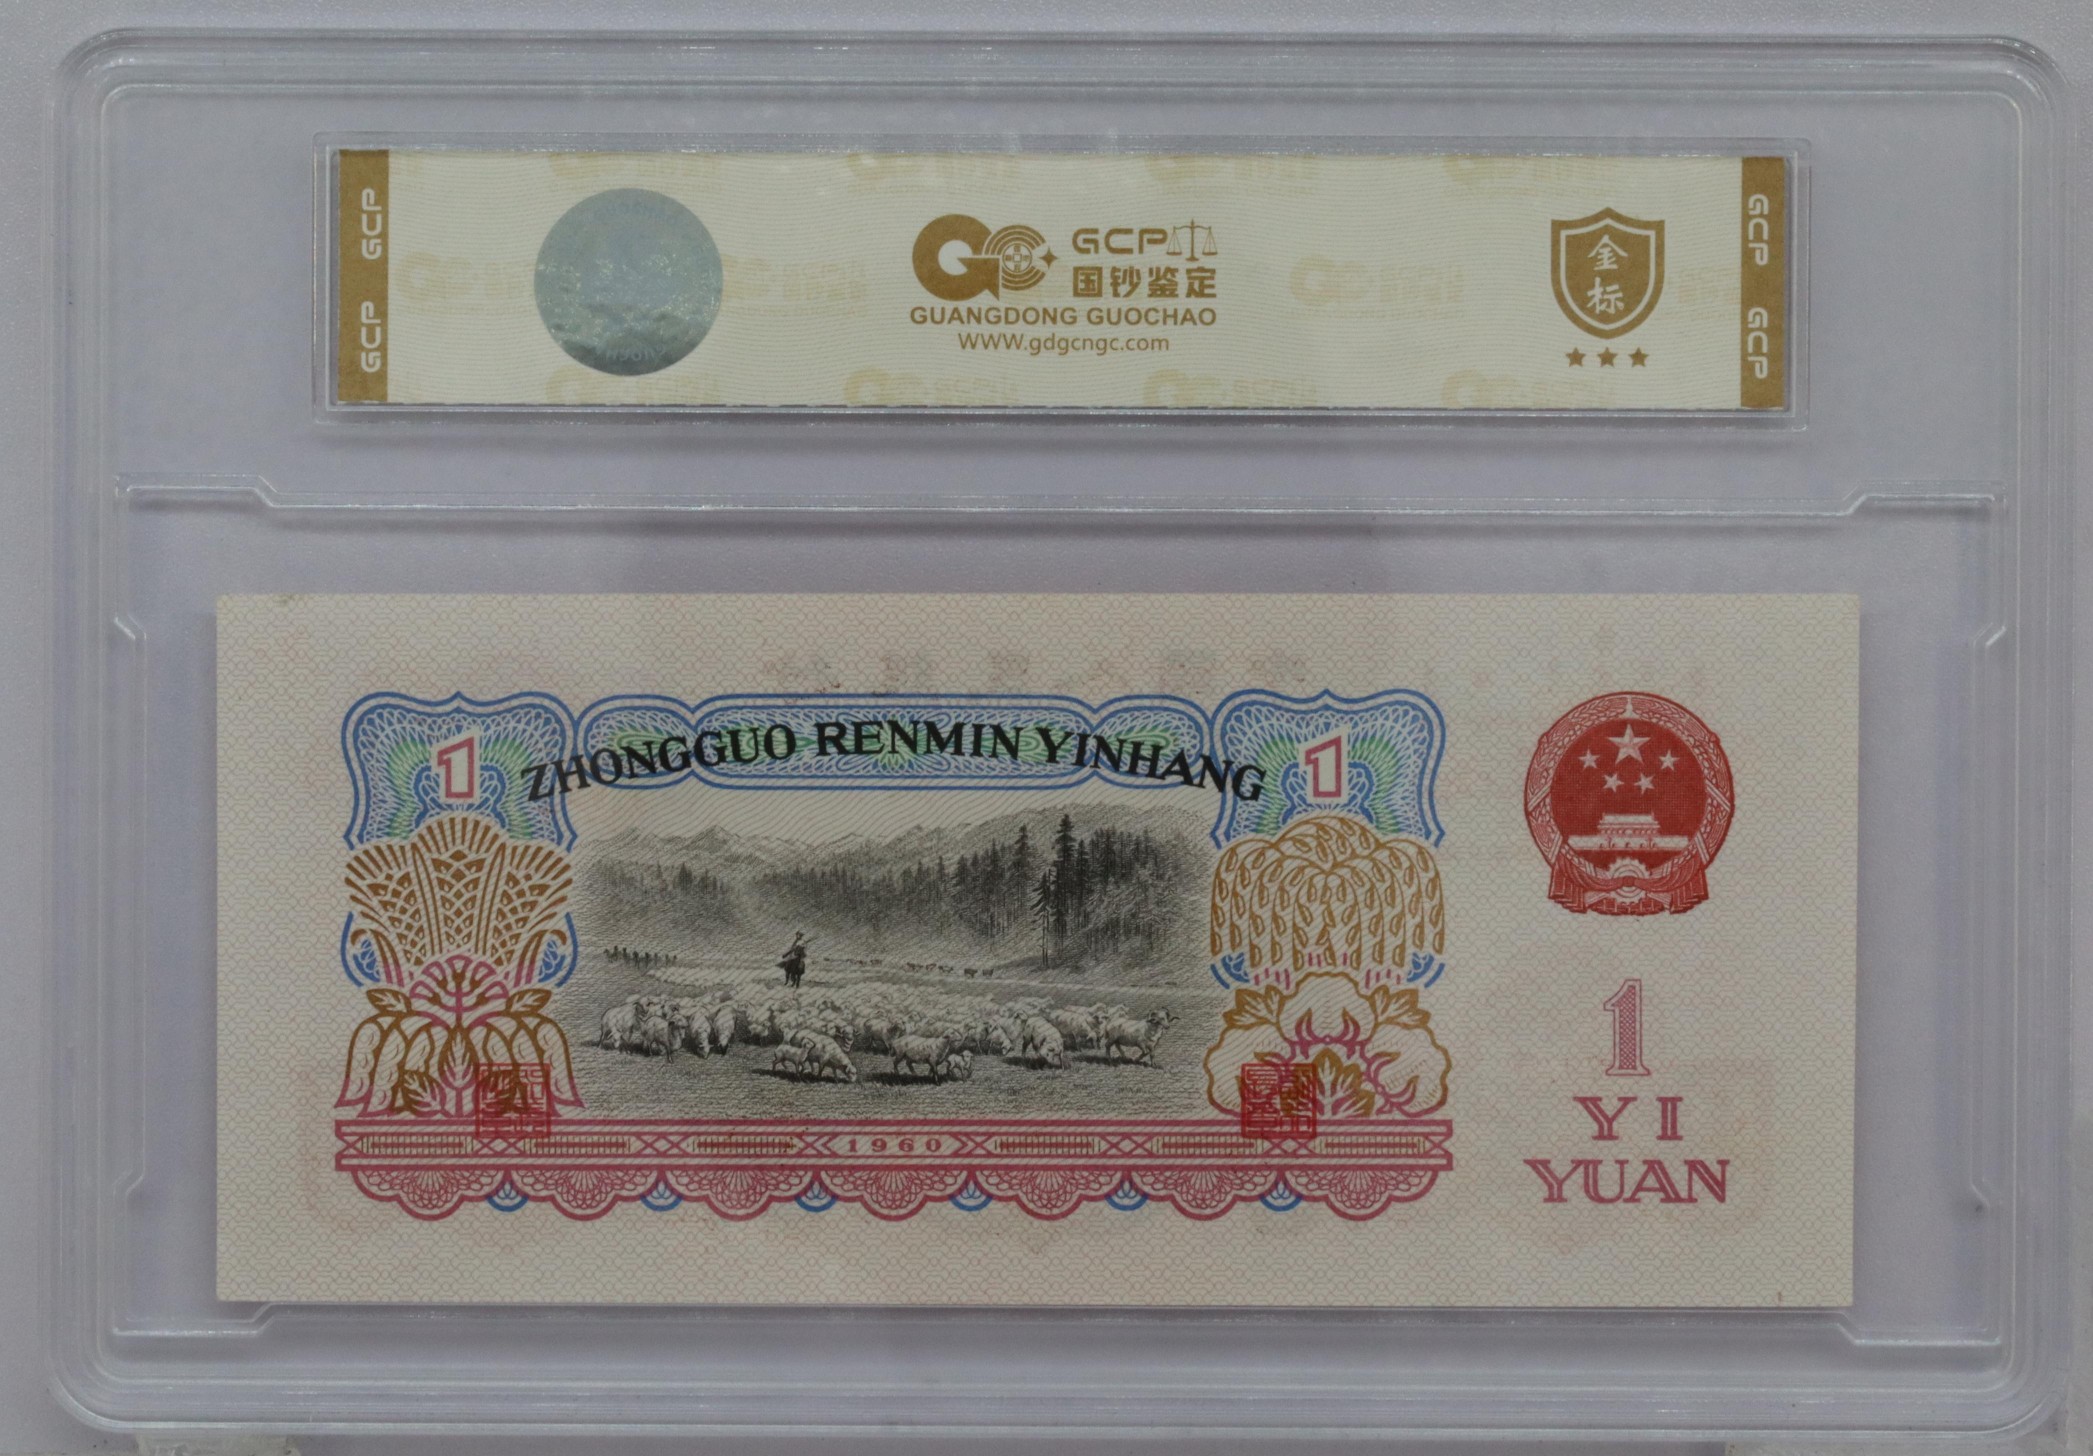 GCP
GCP
GCP
国钞鉴定
GUANGDONG GUOCHAO
WWW.gdgcngc.com
金
标
GCP
GCP
1
ZHONGGUO RENMIN YINHANG
1
1960
1
YI
YUAN